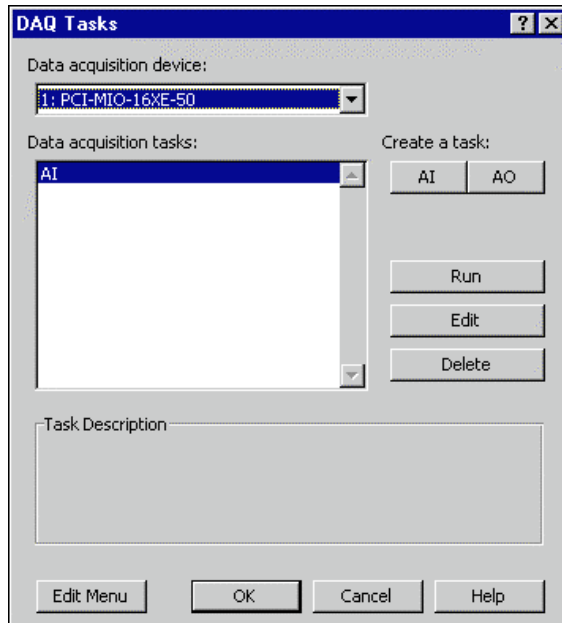 DAQ Tasks
Data acquisition device:
1: PCI-MIO-16XE-50
Data acquisition tasks:
Create a task:
AI
AI
AO
Run
Edit
Delete
Task Description
Edit Menu
OK
Cancel
Help